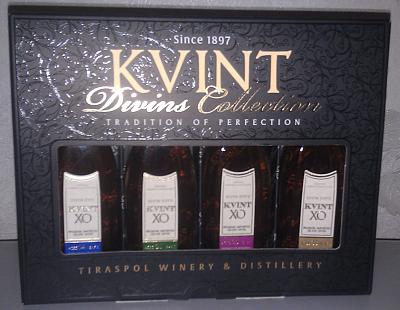 Since 1897
KVINT
Divins Collection
TRADITION OF PERFECTION
KVINT
XO
KVINT
XO
KVINT
XO
KVINT
XO
TIRASPOL WINERY & DISTILLERY